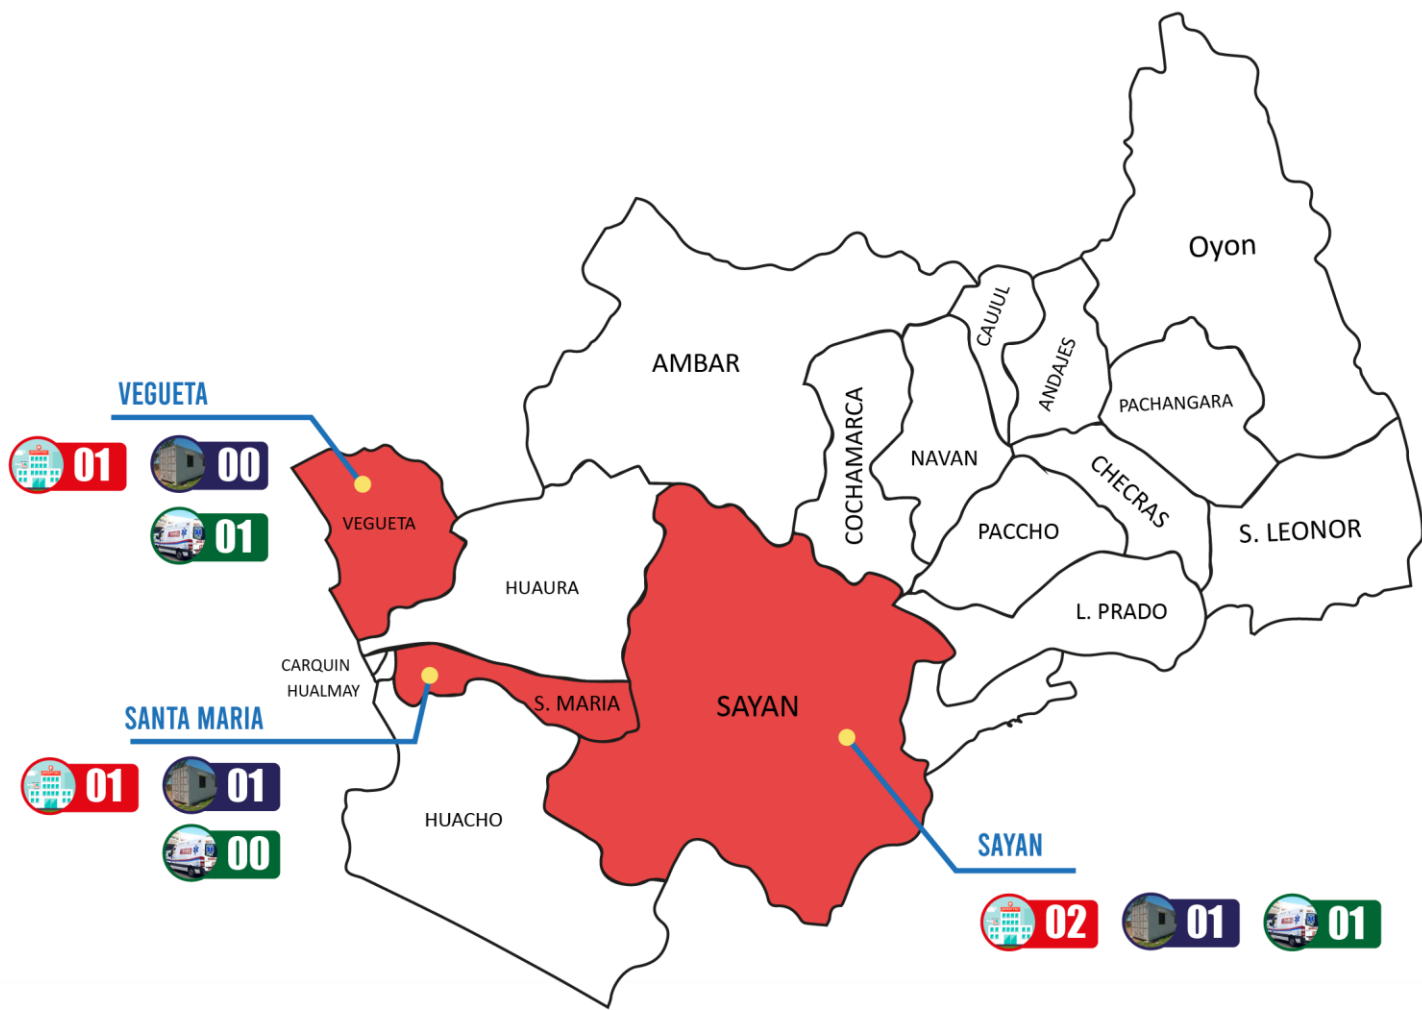 Oyon
CAUJUL
ANDAJES
AMBAR
VEGUETA
PACHANGARA
COCHAMARCA
NAVAN
CHECRAS
01
00
VEGUETA
PACCHO
S. LEONOR
01
HUAURA
L. PRADO
CARQUIN
HUALMAY
S. MARIA
SAYAN
SANTA MARIA
01
01
HUACHO
SAYAN
00
02
01
01